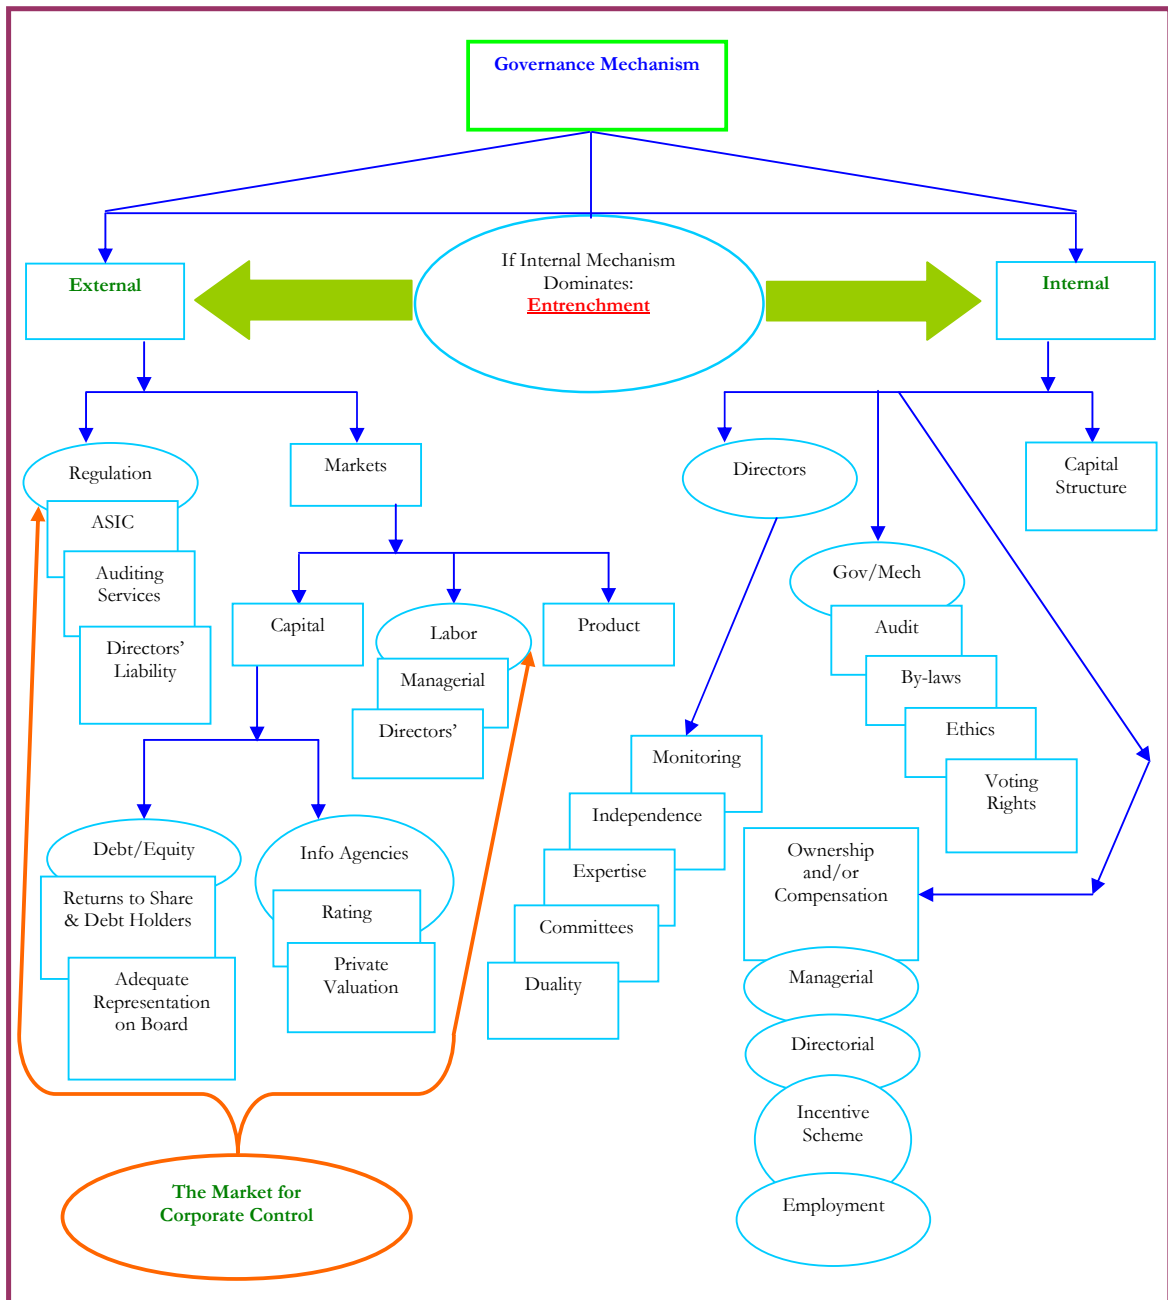 Governance Mechanism
If Internal Mechanism
Dominates:
Entrenchment
External
Internal
Regulation
ASIC
Auditing
Services
Directors'
Liability
Markets
Capital
Labor
Managerial
Directors'
Product
Debt/Equity
Returns to Share
& Debt Holders
Adequate
Representation
on Board
Info Agencies
Rating
Private
Valuation
The Market for
Corporate Control
Directors
Monitoring
Independence
Expertise
Committees
Duality
Gov/Mech
Audit
By-laws
Ethics
Voting
Rights
Capital
Structure
Ownership
and/or
Compensation
Managerial
Directorial
Incentive
Scheme
Employment